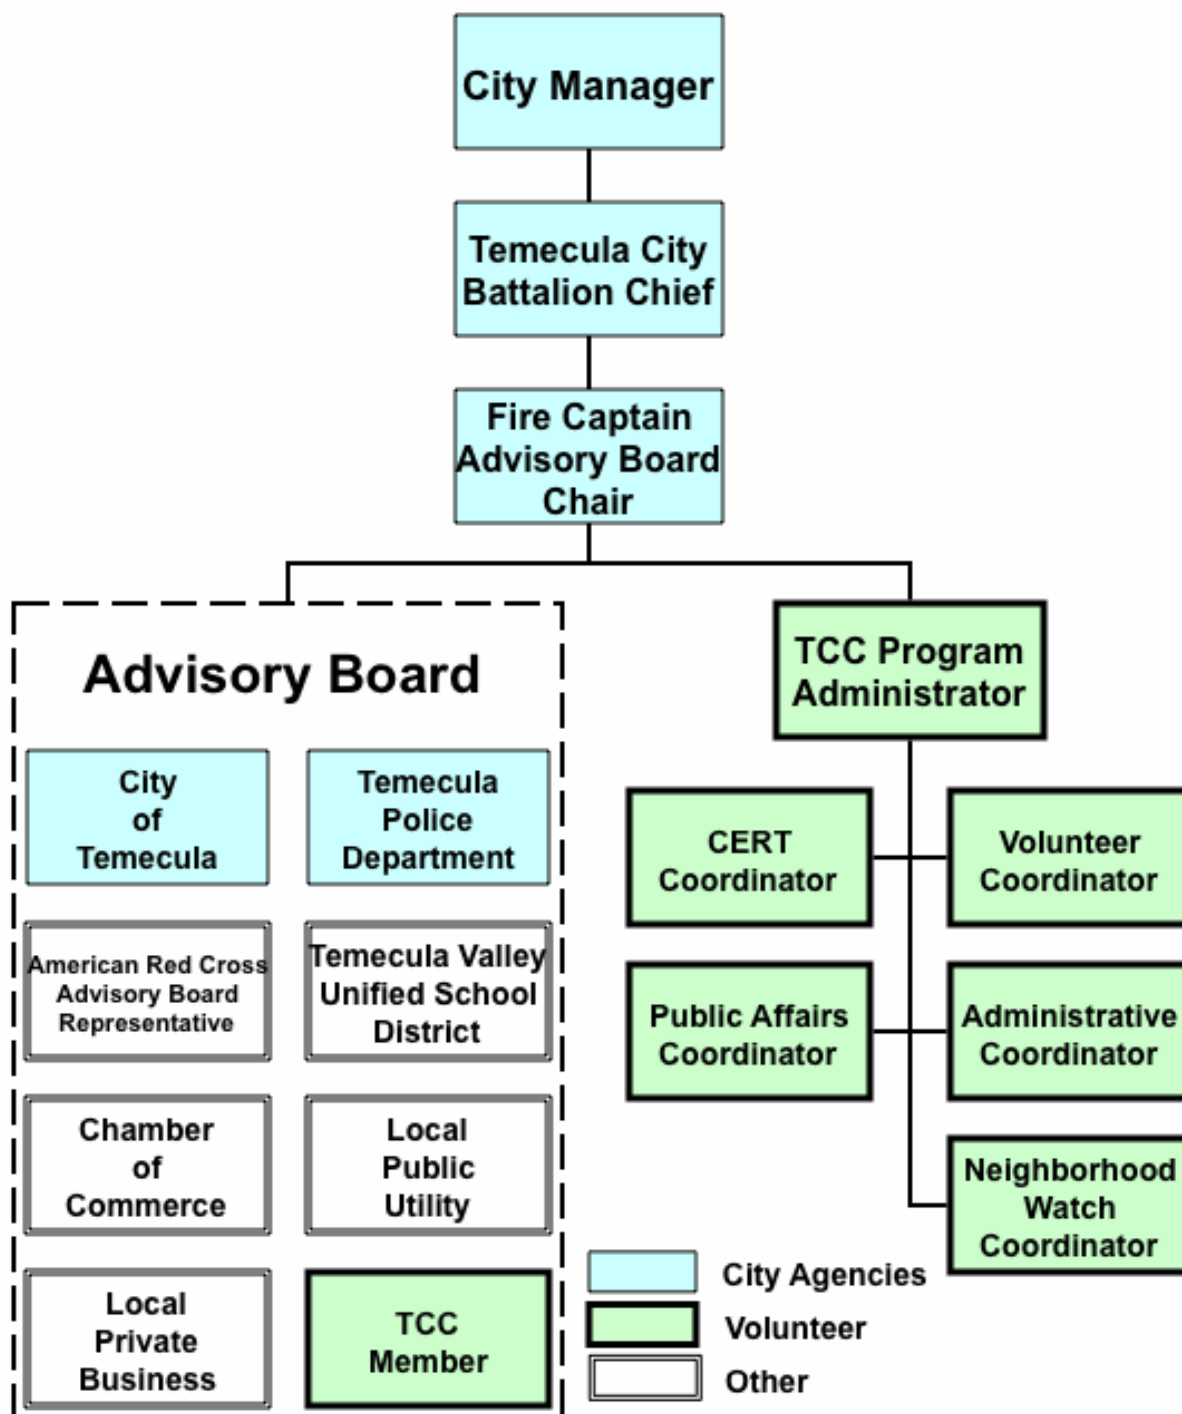 City Manager
Temecula City
Battalion Chief
Fire Captain
Advisory Board
Chair
Advisory Board
City
of
Temecula
Temecula
Police
Department
American Red Cross
Advisory Board
Representative
Temecula Valley
Unified School
District
Chamber
of
Commerce
Local
Public
Utility
Local
Private
Business
TCC
Member
TCC Program
Administrator
CERT
Coordinator
Volunteer
Coordinator
Public Affairs
Coordinator
Administrative
Coordinator
Neighborhood
Watch
Coordinator
City Agencies
Volunteer
Other